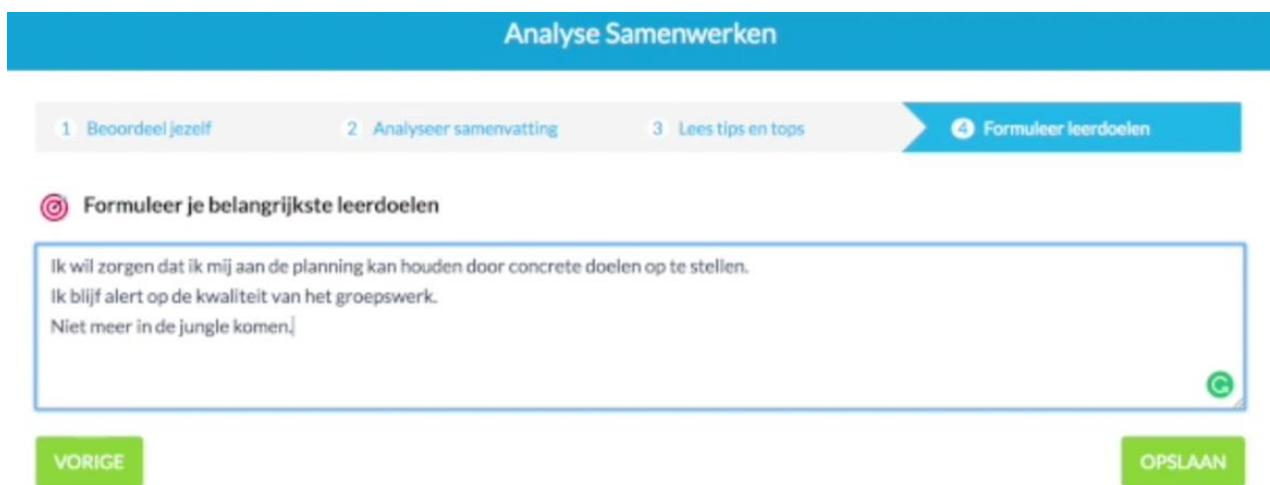 Analyse Samenwerken
1 Beoordeel jezelf
2 Analyseer samenvatting
3 Lees tips en tops
4 Formuleer leerdoelen
Formuleer je belangrijkste leerdoelen
Ik wil zorgen dat ik mij aan de planning kan houden door concrete doelen op te stellen.
Ik blijf alert op de kwaliteit van het groepswerk.
Niet meer in de jungle komen.
VORIGE
OPSLAAN